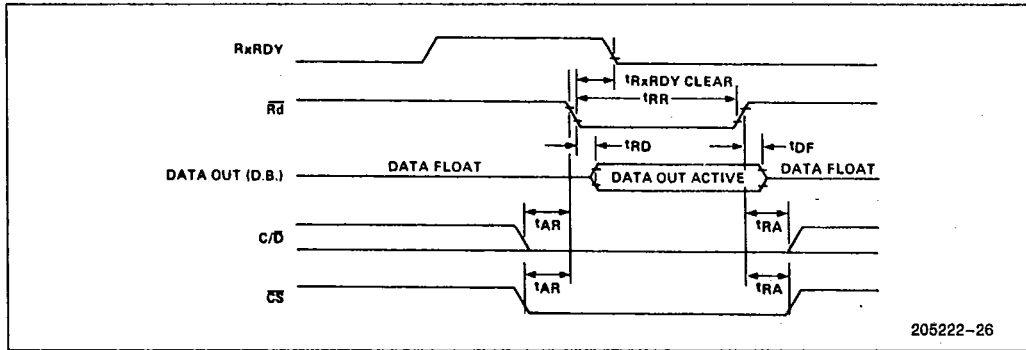 RxRDY
tRxRDY CLEAR
tRR
Rd
tRD
tDF
DATA OUT (D.B.)
DATA FLOAT
DATA OUT ACTIVE
DATA FLOAT
tAR
tRA
C/D
tAR
tRA
CS
205222-26